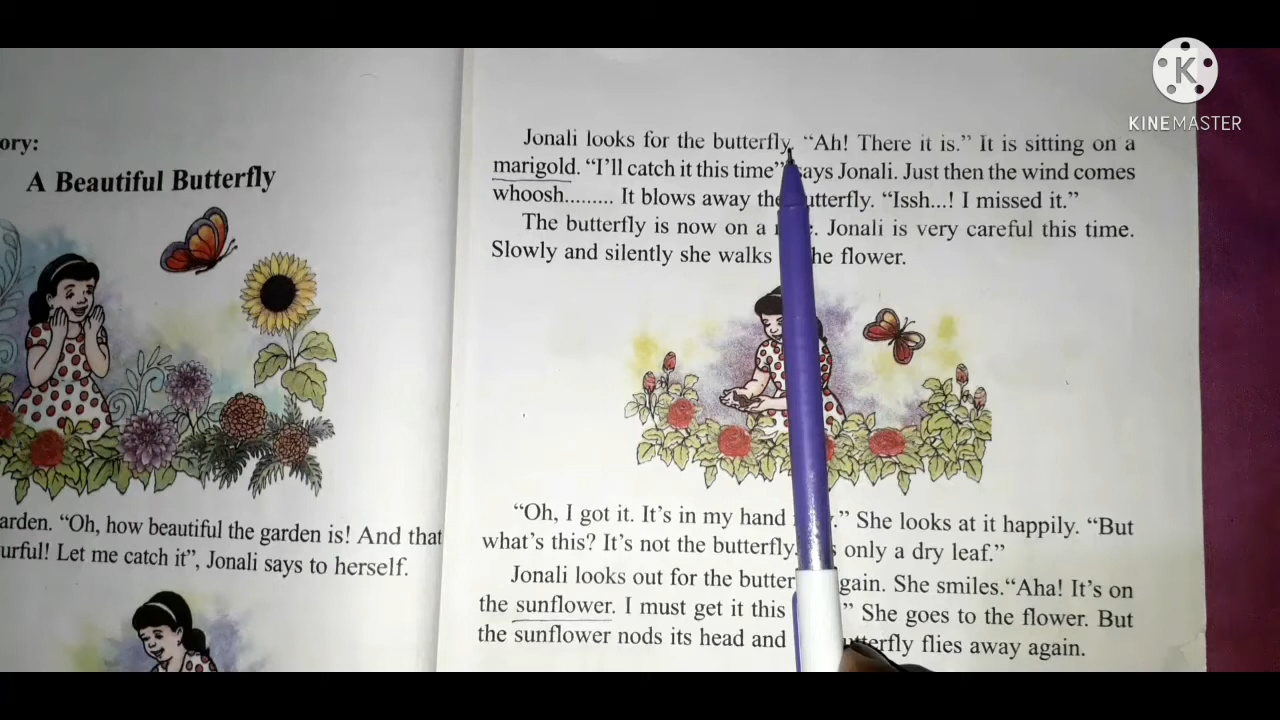 ory:
A Beautiful Butterfly
arden. “Oh, how beautiful the garden is! And that
urful! Let me catch it”, Jonali says to herself.
Jonali looks for the butterfly. “Ah! There it is.” It is sitting on a
marigold. “I’ll catch it this time” says Jonali. Just then the wind comes
whoosh......... It blows away the butterfly. “Issh...! I missed it.”
The butterfly is now on a . Jonali is very careful this time.
Slowly and silently she walks he flower.
“Oh, I got it. It’s in my hand .” She looks at it happily. “But
what’s this? It’s not the butterfly. only a dry leaf.”
Jonali looks out for the butter gain. She smiles.“Aha! It’s on
the sunflower. I must get it this ” She goes to the flower. But
the sunflower nods its head and utterfly flies away again.
K
KINEMASTER